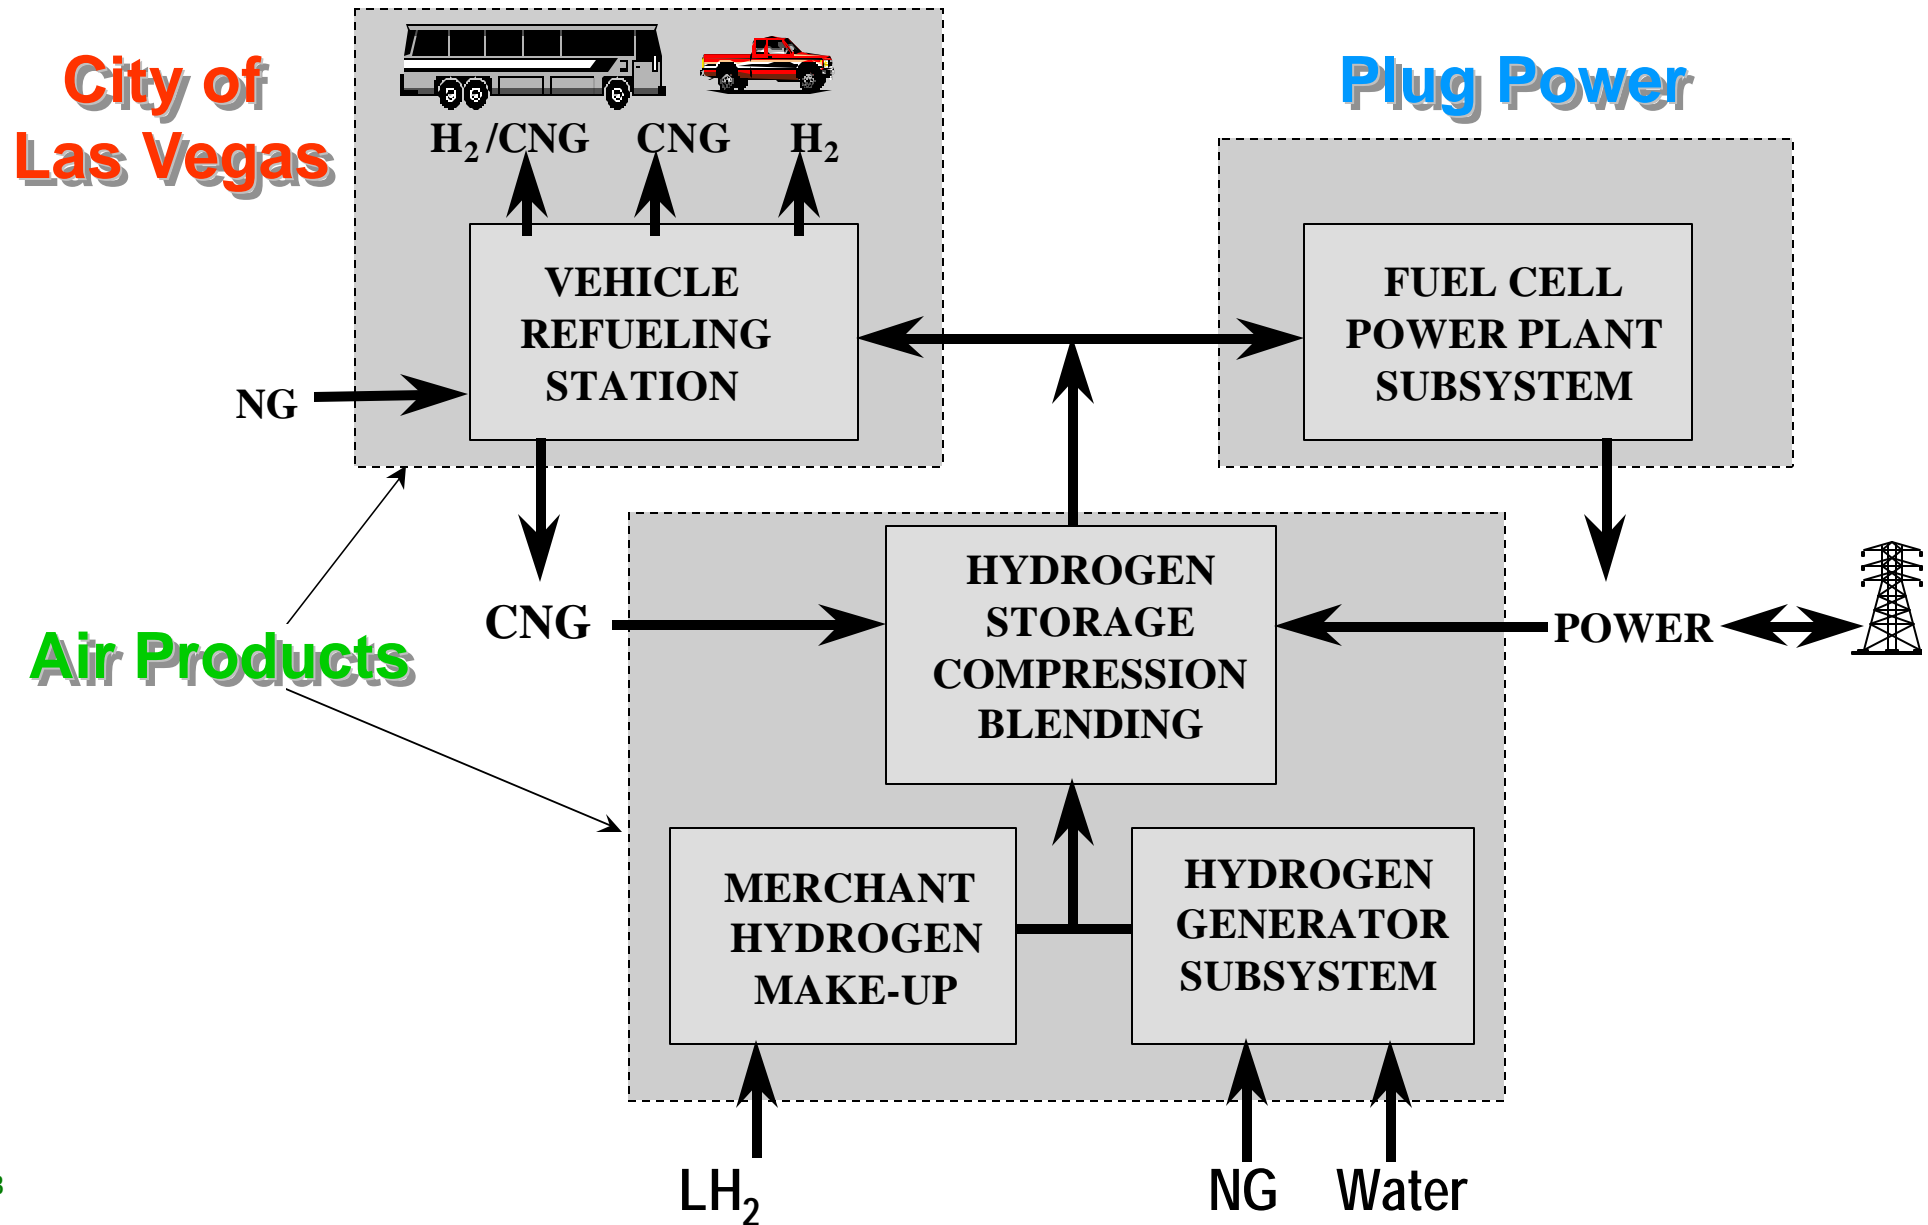 City of
Las Vegas
Plug Power
H2 /CNG CNG H2
VEHICLE
REFUELING
STATION
FUEL CELL
POWER PLANT
SUBSYSTEM
NG
CNG
HYDROGEN
STORAGE
COMPRESSION
BLENDING
POWER
Air Products
MERCHANT
HYDROGEN
MAKE-UP
HYDROGEN
GENERATOR
SUBSYSTEM
LH2
NG
Water